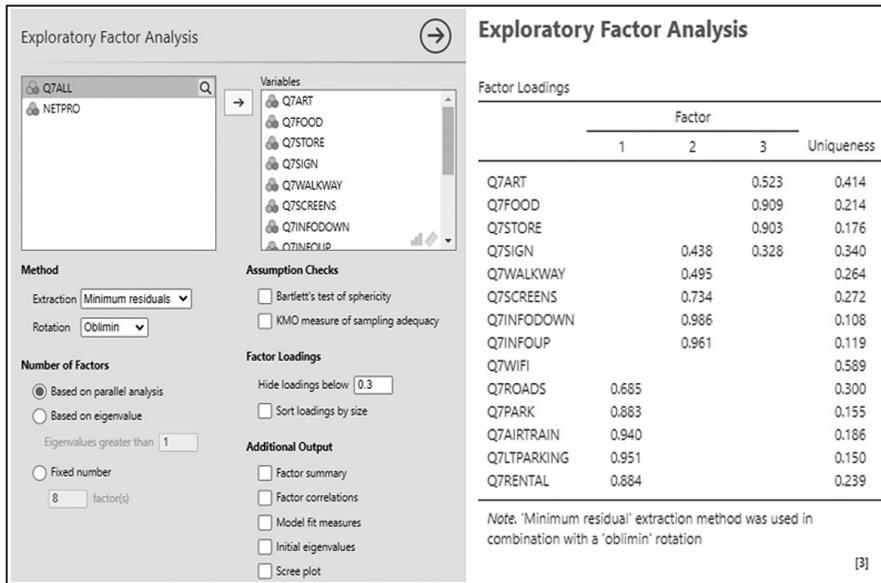 Exploratory Factor Analysis
Q7ALL
NETPRO
Variables
Q7ART
Q7FOOD
Q7STORE
Q7SIGN
Q7WALKWAY
Q7SCREENS
Q7INFODOWN
Q7INFOUP
Method
Extraction Minimum residuals
Rotation Oblimin
Number of Factors
Based on parallel analysis
Based on eigenvalue
Eigenvalues greater than 1
Fixed number
8 factor(s)
Assumption Checks
Bartlett's test of sphericity
KMO measure of sampling adequacy
Factor Loadings
Hide loadings below 0.3
Sort loadings by size
Additional Output
Factor summary
Factor correlations
Model fit measures
Initial eigenvalues
Scree plot
Exploratory Factor Analysis
Factor Loadings
Factor
1 2 3 Uniqueness
Q7ART 0.523 0.414
Q7FOOD 0.909 0.214
Q7STORE 0.903 0.176
Q7SIGN 0.438 0.328 0.340
Q7WALKWAY 0.495 0.264
Q7SCREENS 0.734 0.272
Q7INFODOWN 0.986 0.108
Q7INFOUP 0.961 0.119
Q7WIFI 0.589
Q7ROADS 0.685 0.300
Q7PARK 0.883 0.155
Q7AIRTRAIN 0.940 0.186
Q7LTPARKING 0.951 0.150
Q7RENTAL 0.884 0.239
Note. 'Minimum residual' extraction method was used in
combination with a 'oblimin' rotation
[3]